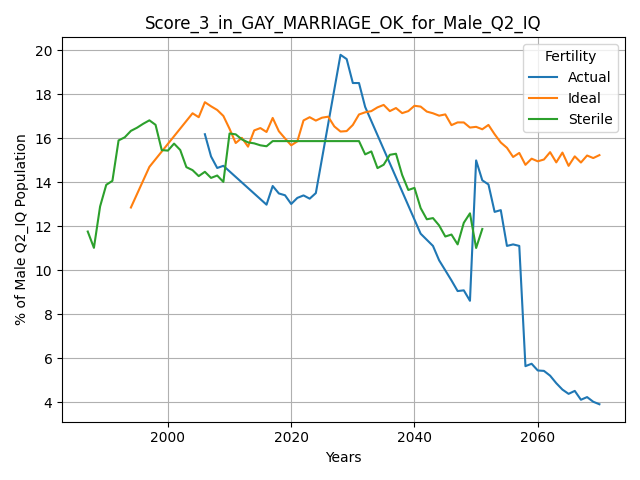 Score_3_in_GAY_MARRIAGE_OK_for_Male_Q2_IQ
Fertility
Actual
Ideal
Sterile
% of Male Q2_IQ Population
20
18
16
14
12
10
8
6
4
2000
2020
2040
2060
Years